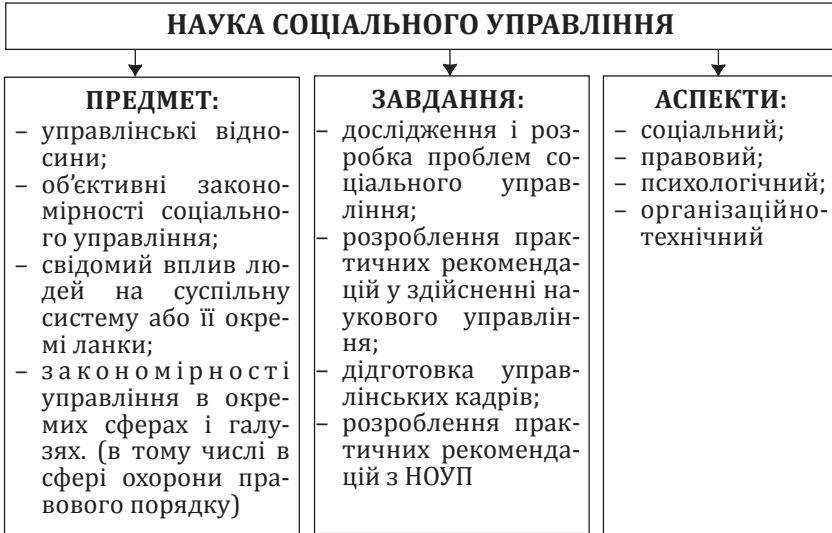 НАУКА СОЦІАЛЬНОГО УПРАВЛІННЯ
ПРЕДМЕТ:
– управлінські відно-
сини;
– об’єктивні законо-
мірності соціально-
го управління;
– свідомий вплив лю-
дей на суспільну
систему або її окре-
мі ланки;
– закономірності
управління в окре-
мих сферах і галу-
зях. (в тому числі в
сфері охорони пра-
вового порядку)
ЗАВДАННЯ:
– дослідження і роз-
робка проблем со-
ціального управ-
ління;
– розроблення прак-
тичних рекоменда-
цій у здійсненні на-
укового управлін-
ня;
– дідготовка управ-
лінських кадрів;
– розроблення прак-
тичних рекоменда-
цій з НОУП
АСПЕКТИ:
– соціальний;
– правовий;
– психологічний;
– організаційно-
технічний